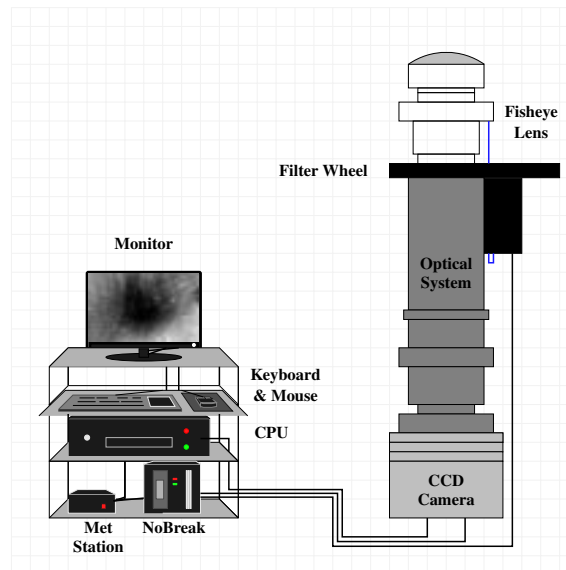 Fisheye
Lens
Filter Wheel
Monitor
Optical
System
Keyboard
& Mouse
CPU
CCD
Camera
Met
Station
NoBreak